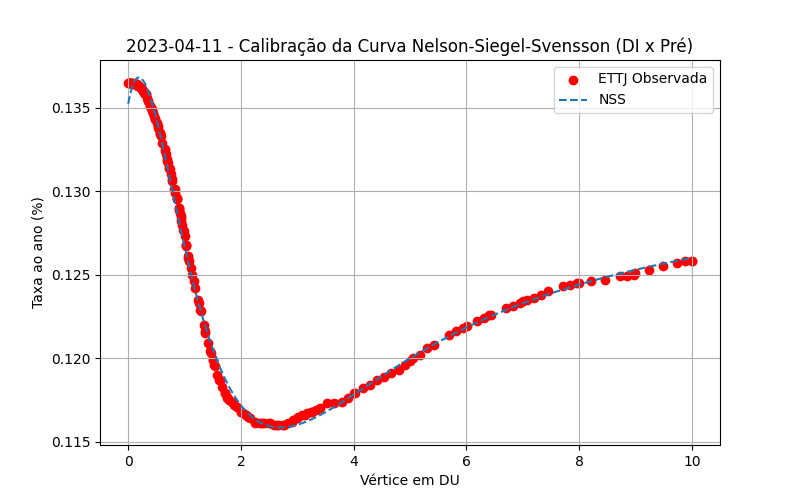 2023-04-11 - Calibração da Curva Nelson-Siegel-Svensson (DI x Pré)
ETTJ Observada
NSS
Taxa ao ano (%)
0.135
0.130
0.125
0.120
0.115
0 2 4 6 8 10
Vértice em DU